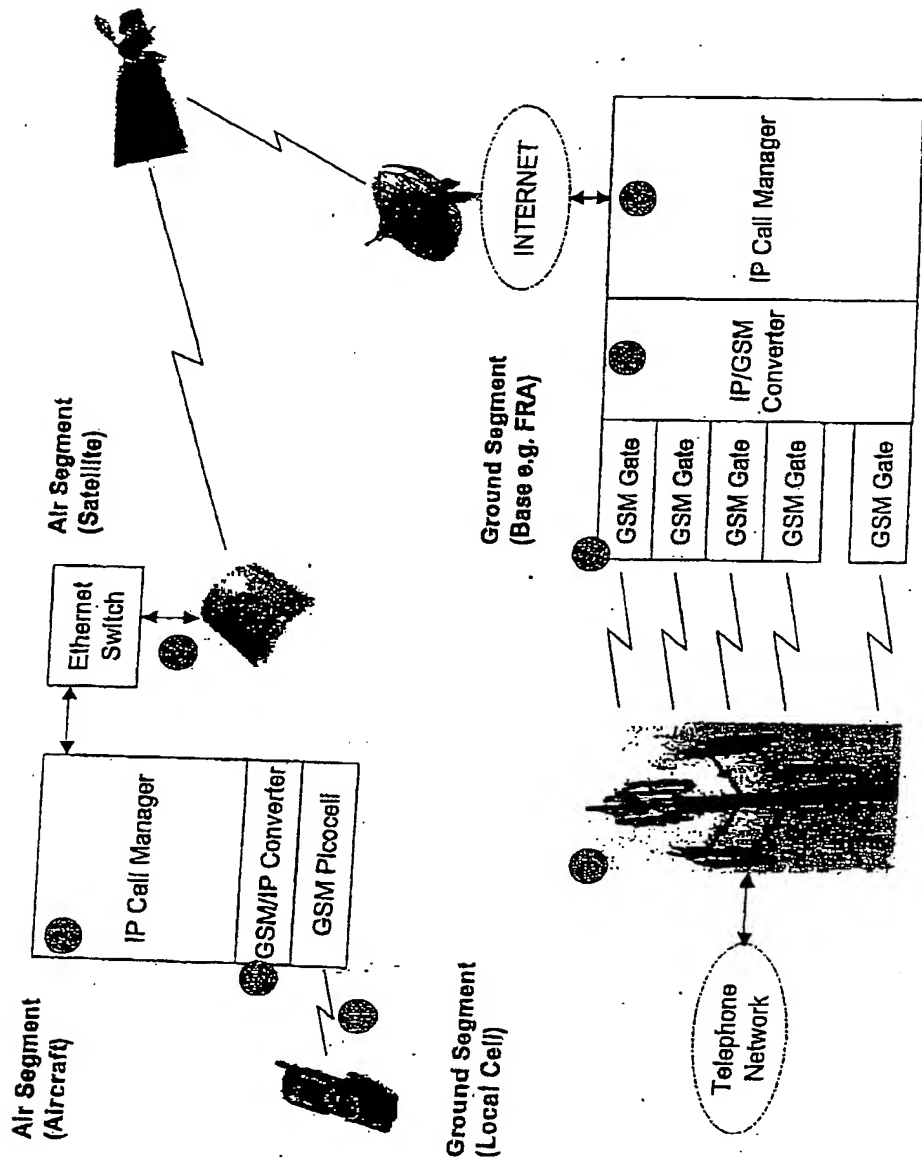 Air Segment
(Aircraft)
IP Call Manager
GSM/IP Converter
GSM Picocell
Ethernet
Switch
Air Segment
(Satellite)
Ground Segment
(Local Cell)
Telephone
Network
Ground Segment
(Base e.g. FRA)
GSM Gate
GSM Gate
GSM Gate
GSM Gate
GSM Gate
IP/GSM
Converter
IP Call Manager
INTERNET